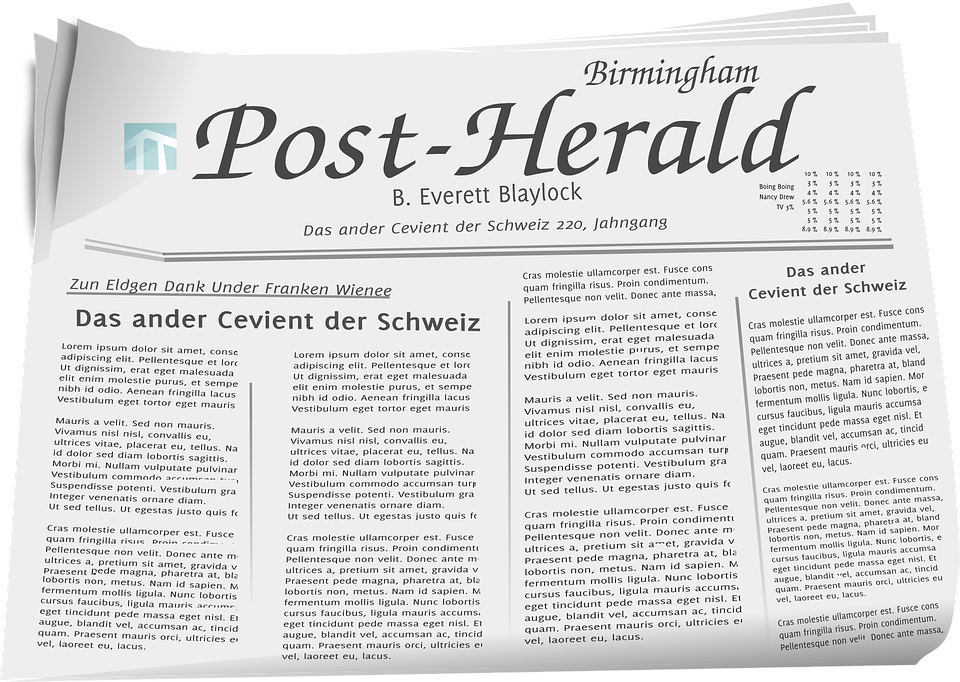 Birmingham
Post-Herald
B. Everett Blaylock
Das ander Cevient der Schweiz 220, Jahngang
10 % 10 % 10 % 10 %
Boing Boing 3 % 3 % 3 % 3 %
Nancy Drew 4 % 4 % 4 % 4 %
TV 3% 5.6 % 5.6 % 5.6 % 5.6 %
5 % 5 % 5 % 5 %
5 % 5 % 5 % 5 %
8.9 % 8.9 % 8.9 % 8.9 %
Zun Eldgen Dank Under Franken Wienee
Das ander Cevient der Schweiz
Lorem ipsum dolor sit amet, conse
adipiscing elit. Pellentesque et lorc
Ut dignissim, erat eget malesuada
elit enim molestie purus, et sempe
nibh id odio. Aenean fringilla lacus
Vestibulum eget tortor eget mauris
Mauris a velit. Sed non mauris.
Vivamus nisl nisl, convallis eu,
ultrices vitae, placerat eu, tellus. Na
id dolor sed diam lobortis sagittis.
Morbi mi. Nullam vulputate pulvinar
Vestibulum commodo accumsan
Suspendisse potenti. Vestibulum gra
Integer venenatis ornare diam.
Ut sed tellus. Ut egestas justo quis fc
Cras molestie ullamcorper est. Fusce
quam fringilla risus. Proin
Pellentesque non velit. Donec ante m
ultrices a, pretium sit amet, gravida v
Praesent pede magna, pharetra at, bla
lobortis non, metus. Nam id sapien. M
fermentum mollis ligula. Nunc lobortis
cursus faucibus, ligula mauris
eget tincidunt pede massa eget nisl. Et
augue, blandit vel, accumsan ac, tincid
quam. Praesent mauris orci, ultricies e
vel, laoreet eu, lacus.
Lorem ipsum dolor sit amet, conse
adipiscing elit. Pellentesque et lorc
Ut dignissim, erat eget malesuada
elit enim molestie purus, et sempe
nibh id odio. Aenean fringilla lacus
Vestibulum eget tortor eget mauris
Mauris a velit. Sed non mauris.
Vivamus nisl nisl, convallis eu,
ultrices vitae, placerat eu, tellus. Na
id dolor sed diam lobortis sagittis.
Morbi mi. Nullam vulputate pulvinar
Vestibulum commodo accumsan turp
Suspendisse potenti. Vestibulum gra
Integer venenatis ornare diam.
Ut sed tellus. Ut egestas justo quis fc
Cras molestie ullamcorper est. Fusce
quam fringilla risus. Proin condimentu
Pellentesque non velit. Donec ante m
ultrices a, pretium sit amet, gravida v
Praesent pede magna, pharetra at, bla
lobortis non, metus. Nam id sapien. M
fermentum mollis ligula. Nunc lobortis
cursus faucibus, ligula mauris accums
eget tincidunt pede massa eget nisl. Et
augue, blandit vel, accumsan ac, tincid
quam. Praesent mauris orci, ultricies e
vel, laoreet eu, lacus.
Cras molestie ullamcorper est. Fusce cons
quam fringilla risus. Proin condimentum.
Pellentesque non velit. Donec ante massa,
Lorem ipsum dolor sit amet, conse
adipiscing elit. Pellentesque et lorc
Ut dignissim, erat eget malesuada
elit enim molestie purus, et sempe
nibh id odio. Aenean fringilla lacus
Vestibulum eget tortor eget mauris
Mauris a velit. Sed non mauris.
Vivamus nisl nisl, convallis eu,
ultrices vitae, placerat eu, tellus. Na
id dolor sed diam lobortis sagittis.
Morbi mi. Nullam vulputate pulvinar
Vestibulum commodo accumsan turp
Suspendisse potenti. Vestibulum gra
Integer venenatis ornare diam.
Ut sed tellus. Ut egestas justo quis fc
Cras molestie ullamcorper est. Fusce
quam fringilla risus. Proin condimentu
Pellentesque non velit. Donec ante m
ultrices a, pretium sit amet, gravida v
Praesent pede magna, pharetra at, bla
lobortis non, metus. Nam id sapien. M
fermentum mollis ligula. Nunc lobortis
cursus faucibus, ligula mauris accums
eget tincidunt pede massa eget nisl. Et
augue, blandit vel, accumsan ac, tincid
quam. Praesent mauris orci, ultricies e
vel, laoreet eu, lacus.
Das ander
Cevient der Schweiz
Cras molestie ullamcorper est. Fusce cons
quam fringilla risus. Proin condimentum.
Pellentesque non velit. Donec ante massa,
ultrices a, pretium sit amet, gravida vel,
Praesent pede magna, pharetra at, bland
lobortis non, metus. Nam id sapien. Mor
fermentum mollis ligula. Nunc lobortis, e
cursus faucibus, ligula mauris accumsa
eget tincidunt pede massa eget nisl. Et
augue, blandit vel, accumsan ac, tincid
quam. Praesent mauris orci, ultricies eu
vel, laoreet eu, lacus.
Cras molestie ullamcorper est. Fusce cons
quam fringilla risus. Proin condimentum.
Pellentesque non velit. Donec ante massa,
ultrices a, pretium sit amet, gravida vel,
Praesent pede magna, pharetra at, bland
lobortis non, metus. Nam id sapien. Mor
fermentum mollis ligula. Nunc lobortis, e
cursus faucibus, ligula mauris accumsa
eget tincidunt pede massa eget nisl. Et
augue, blandit vel, accumsan ac, tincid
quam. Praesent mauris orci, ultricies eu
vel, laoreet eu, lacus.
Cras molestie ullamcorper est. Fusce cons
quam fringilla risus. Proin condimentum.
Pellentesque non velit. Donec ante massa,